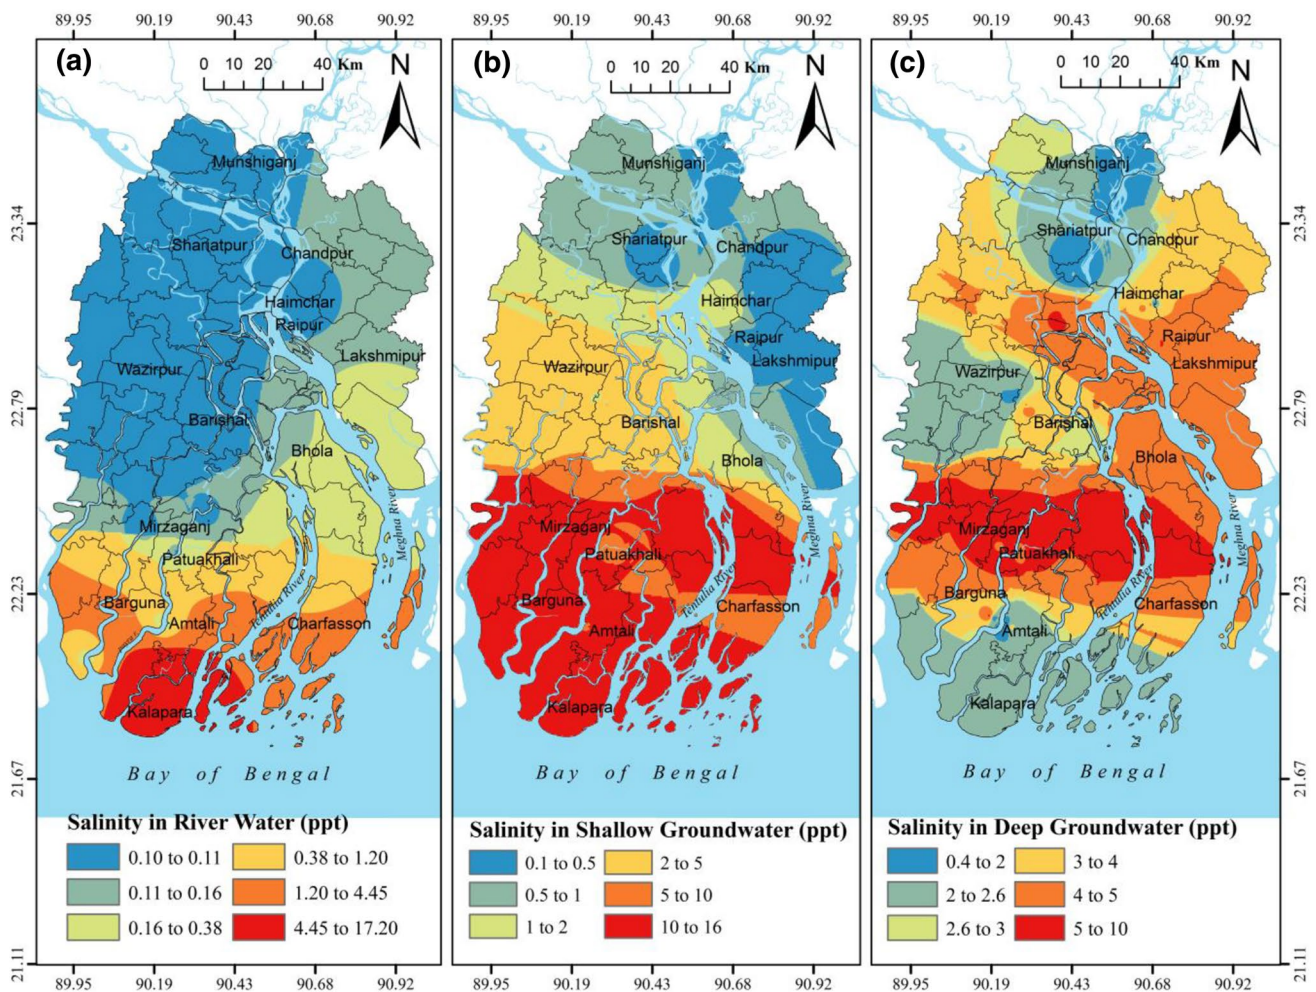 89.95 90.19 90.43 90.68 90.92
89.95 90.19 90.43 90.68 90.92
89.95 90.19 90.43 90.68 90.92
(a)
0 10 20 40 Km
N
Munshiganj
Shariatpur
Chandpur
Haimchar
Raipur
Lakshmipur
Wazirpur
Barishal
Bhola
Mirzaganj
Meghna River
Patuakhali
Tentulia River
Barguna
Amtali
Charfasson
Kalapara
Bay of Bengal
Salinity in River Water (ppt)
0.10 to 0.11
0.38 to 1.20
0.11 to 0.16
1.20 to 4.45
0.16 to 0.38
4.45 to 17.20
(b)
0 10 20 40 Km
N
Munshiganj
Shariatpur
Chandpur
Haimchar
Raipur
Lakshmipur
Wazirpur
Barishal
Bhola
Mirzaganj
Meghna River
Patuakhali
Tentulia River
Barguna
Charfasson
Amtali
Kalapara
Bay of Bengal
Salinity in Shallow Groundwater (ppt)
0.1 to 0.5
2 to 5
0.5 to 1
5 to 10
1 to 2
10 to 16
(c)
0 10 20 40 Km
N
Munshiganj
Shariatpur
Chandpur
Haimchar
Raipur
Lakshmipur
Wazirpur
Barishal
Bhola
Mirzaganj
Meghna River
Patuakhali
Tentulia River
Barguna
Charfasson
Amtali
Kalapara
Bay of Bengal
Salinity in Deep Groundwater (ppt)
0.4 to 2
3 to 4
2 to 2.6
4 to 5
2.6 to 3
5 to 10
23.34
22.79
22.23
21.67
21.11
23.34
22.79
22.23
21.67
21.11
89.95 90.19 90.43 90.68 90.92
89.95 90.19 90.43 90.68 90.92
89.95 90.19 90.43 90.68 90.92